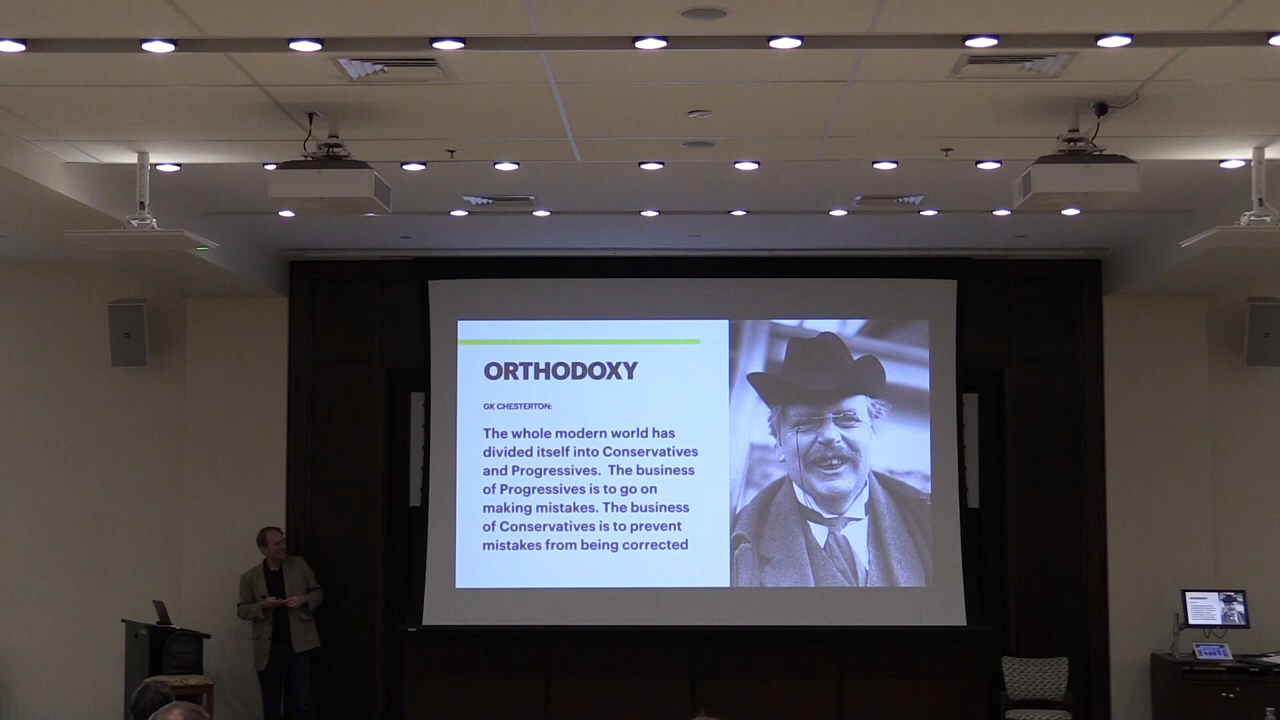 ORTHODOXY
GK CHESTERTON:
The whole modern world has
divided itself into Conservatives
and Progressives. The business
of Progressives is to go on
making mistakes. The business
of Conservatives is to prevent
mistakes from being corrected
ORTHODOXY